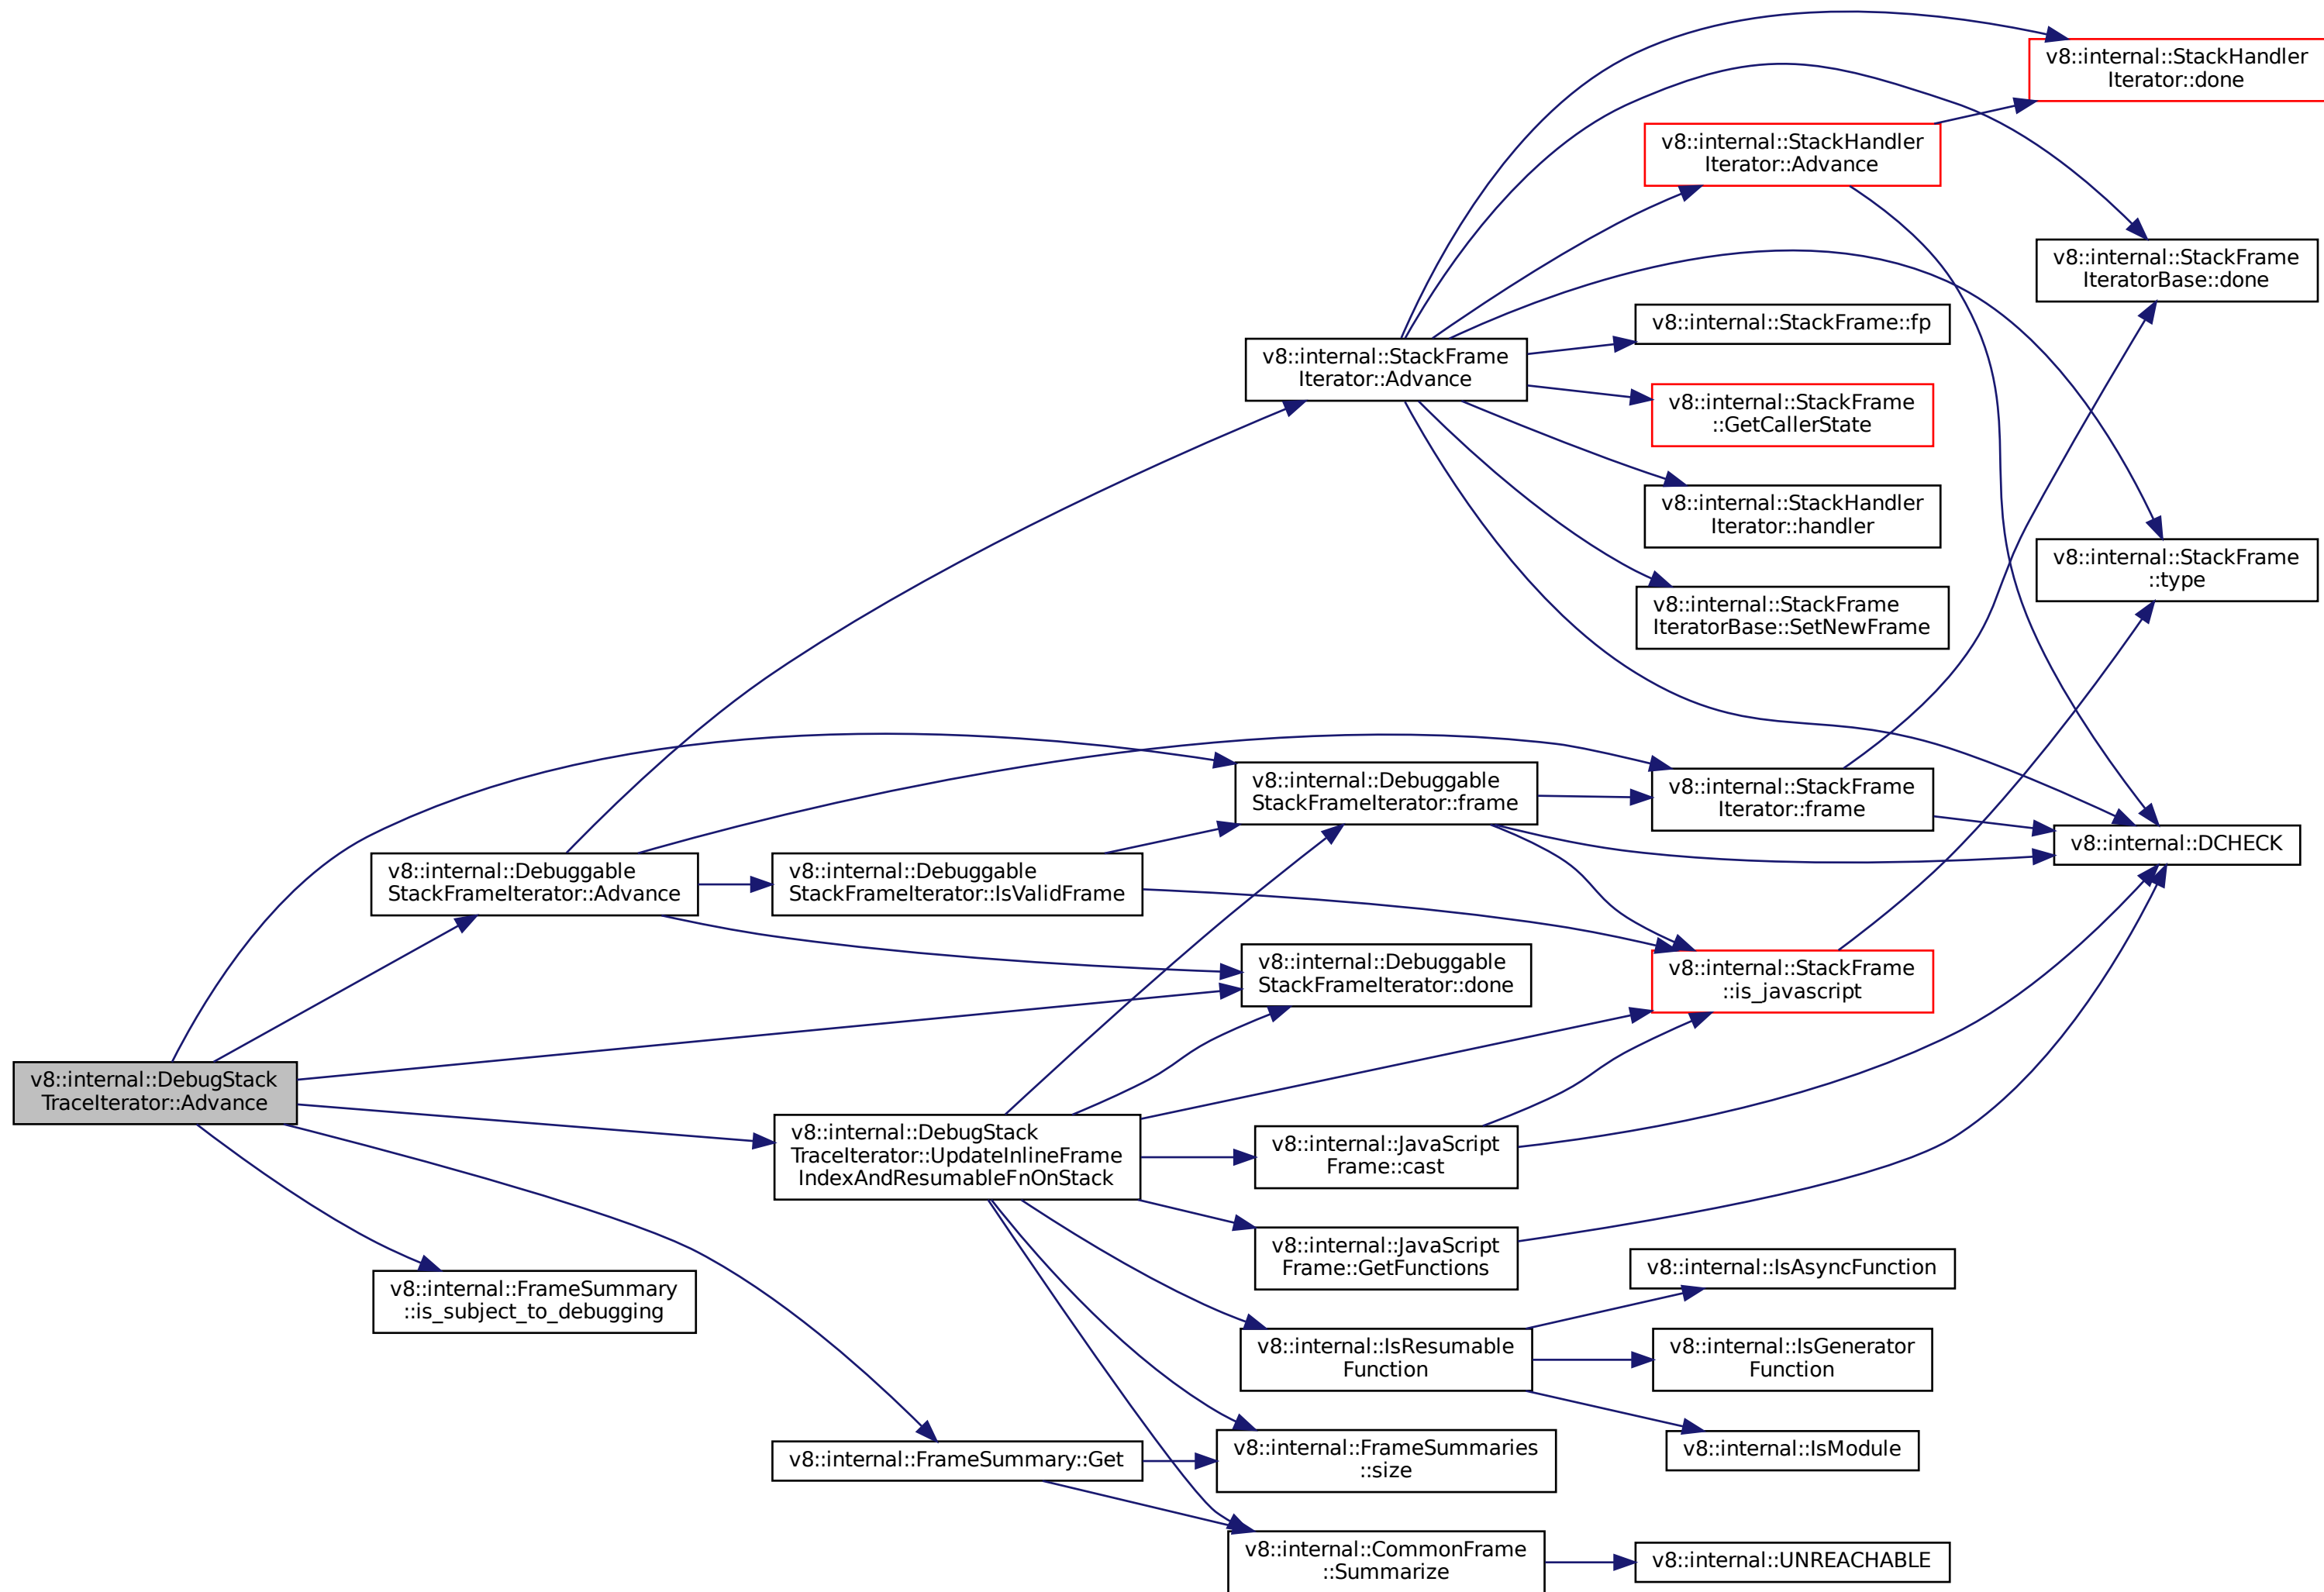 v8::internal::DebugStack
TraceIterator::Advance
v8::internal::Debuggable
StackFrameIterator::Advance
v8::internal::FrameSummary
::is_subject_to_debugging
v8::internal::Debuggable
StackFrameIterator::IsValidFrame
v8::internal::DebugStack
TraceIterator::UpdateInlineFrame
IndexAndResumableFnOnStack
v8::internal::FrameSummary::Get
v8::internal::StackFrame
Iterator::Advance
v8::internal::Debuggable
StackFrameIterator::frame
v8::internal::Debuggable
StackFrameIterator::done
v8::internal::JavaScript
Frame::cast
v8::internal::JavaScript
Frame::GetFunctions
v8::internal::IsResumable
Function
v8::internal::FrameSummaries
::size
v8::internal::CommonFrame
::Summarize
v8::internal::StackHandler
Iterator::Advance
v8::internal::StackFrame::fp
v8::internal::StackFrame
::GetCallerState
v8::internal::StackHandler
Iterator::handler
v8::internal::StackFrame
IteratorBase::SetNewFrame
v8::internal::StackFrame
Iterator::frame
v8::internal::StackFrame
::is_javascript
v8::internal::IsAsyncFunction
v8::internal::IsGenerator
Function
v8::internal::IsModule
v8::internal::UNREACHABLE
v8::internal::StackHandler
Iterator::done
v8::internal::StackFrame
IteratorBase::done
v8::internal::StackFrame
::type
v8::internal::DCHECK